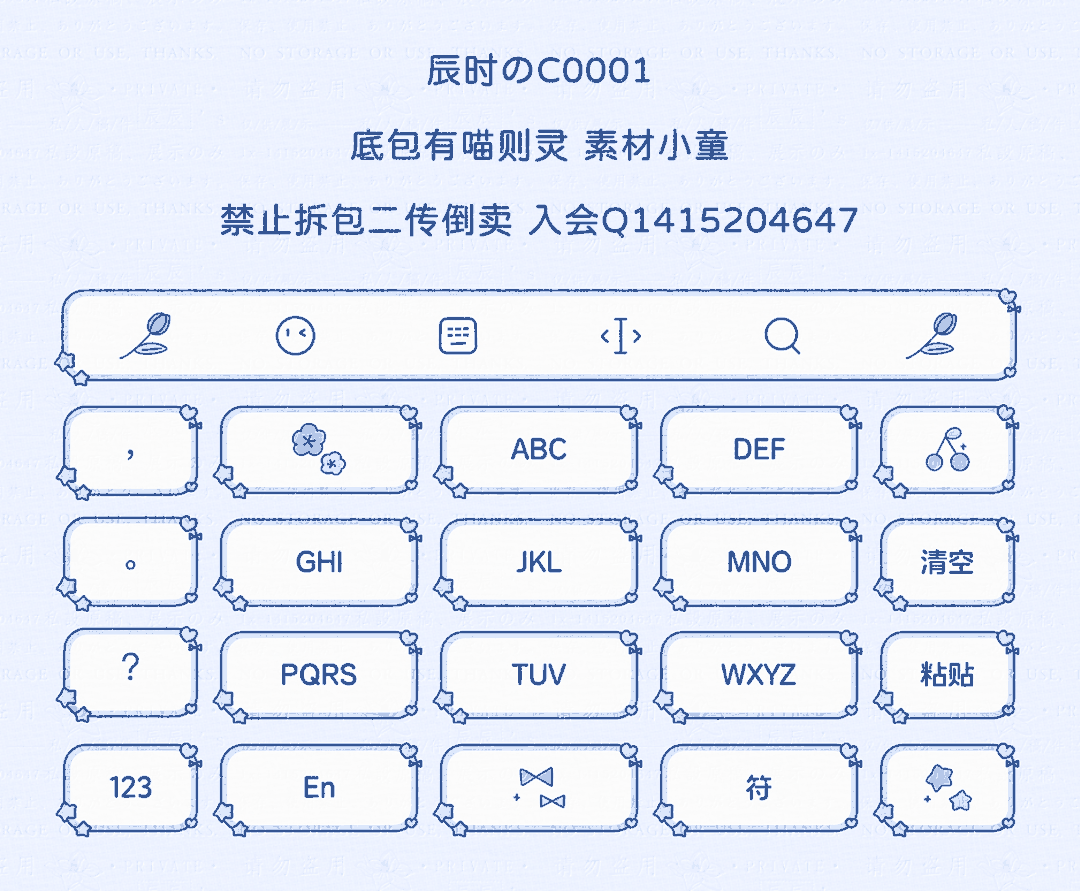 辰时のC0001
底包有喵则灵 素材小童
禁止拆包二传倒卖 入会Q1415204647
， ABC DEF
。 GHI JKL MNO 清空
? PQRS TUV WXYZ 粘贴
123 En 符